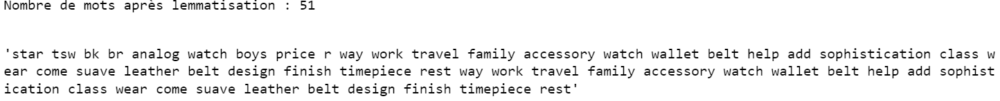 Nombre de mots après lemmatisation : 51
'star tsw bk br analog watch boys price r way work travel family accessory watch wallet belt help add sophistication class w
ear come suave leather belt design finish timepiece rest way work travel family accessory watch wallet belt help add sophist
ication class wear come suave leather belt design finish timepiece rest'